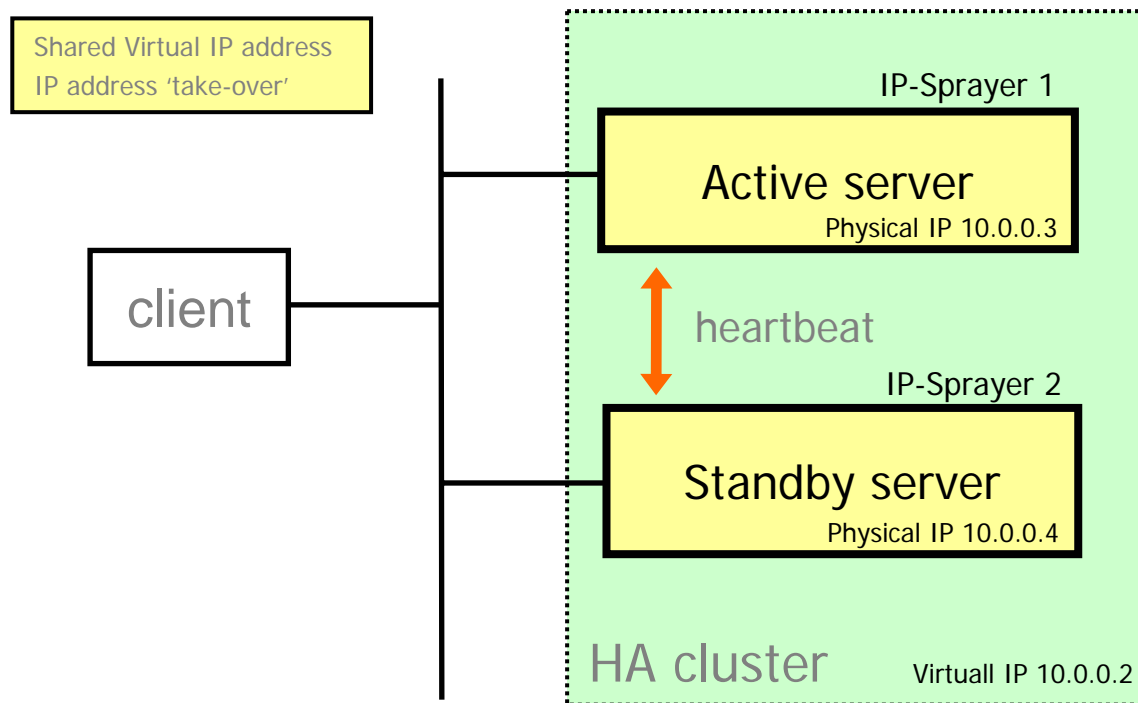 Shared Virtual IP address
IP address ‘take-over’
IP-Sprayer 1
Active server
Physical IP 10.0.0.3
client
heartbeat
IP-Sprayer 2
Standby server
Physical IP 10.0.0.4
HA cluster
Virtuall IP 10.0.0.2